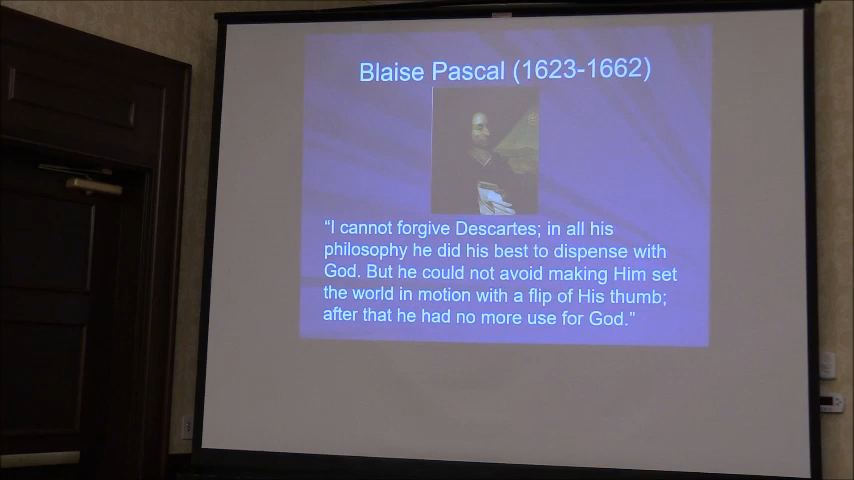 Blaise Pascal (1623-1662)
“I cannot forgive Descartes; in all his
philosophy he did his best to dispense with
God. But he could not avoid making Him set
the world in motion with a flip of His thumb;
after that he had no more use for God.”